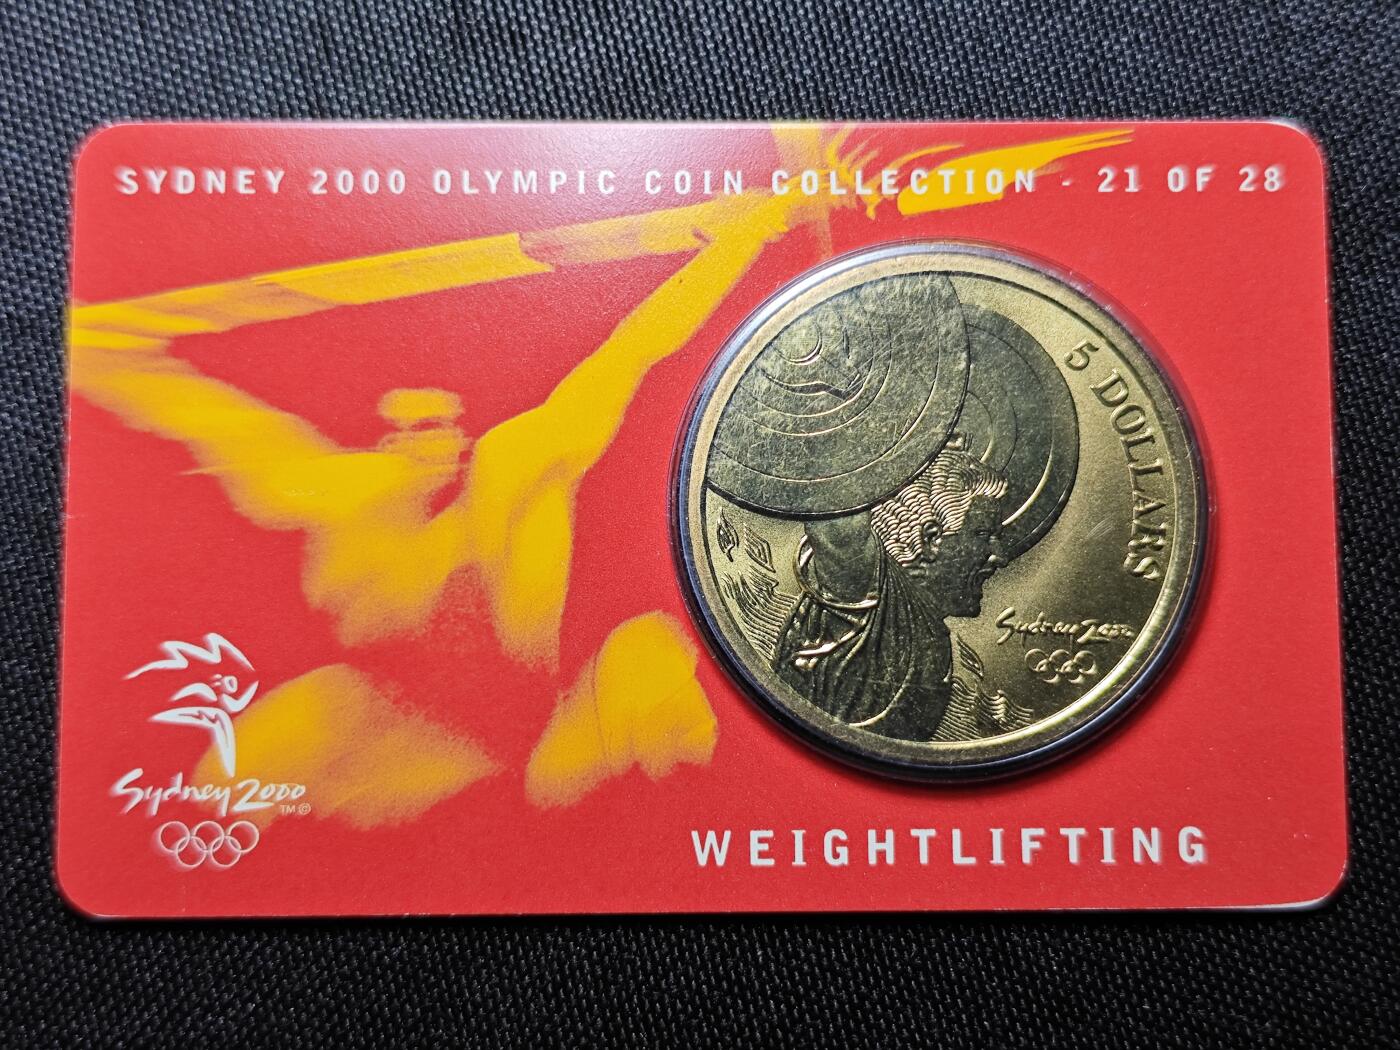 SYDNEY 2000 OLYMPIC COIN COLLECTION - 21 OF 28
5 DOLLARS
Sydney 2000
Sydney 2000
TM ©
WEIGHTLIFTING